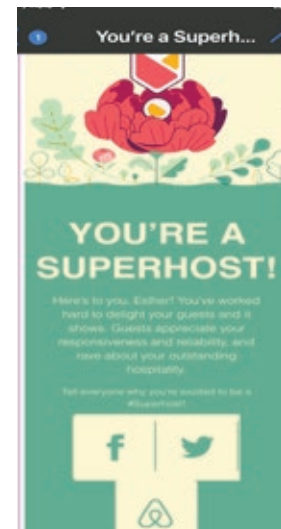 You're a Superh...
YOU'RE A
SUPERHOST!
Here's to you, Esther! You've worked
hard to delight your guests and it
shows. Guests appreciate your
responsiveness and reliability, and
rave about your outstanding
hospitality.
Tell everyone why you're excited to be a
#Superhost!